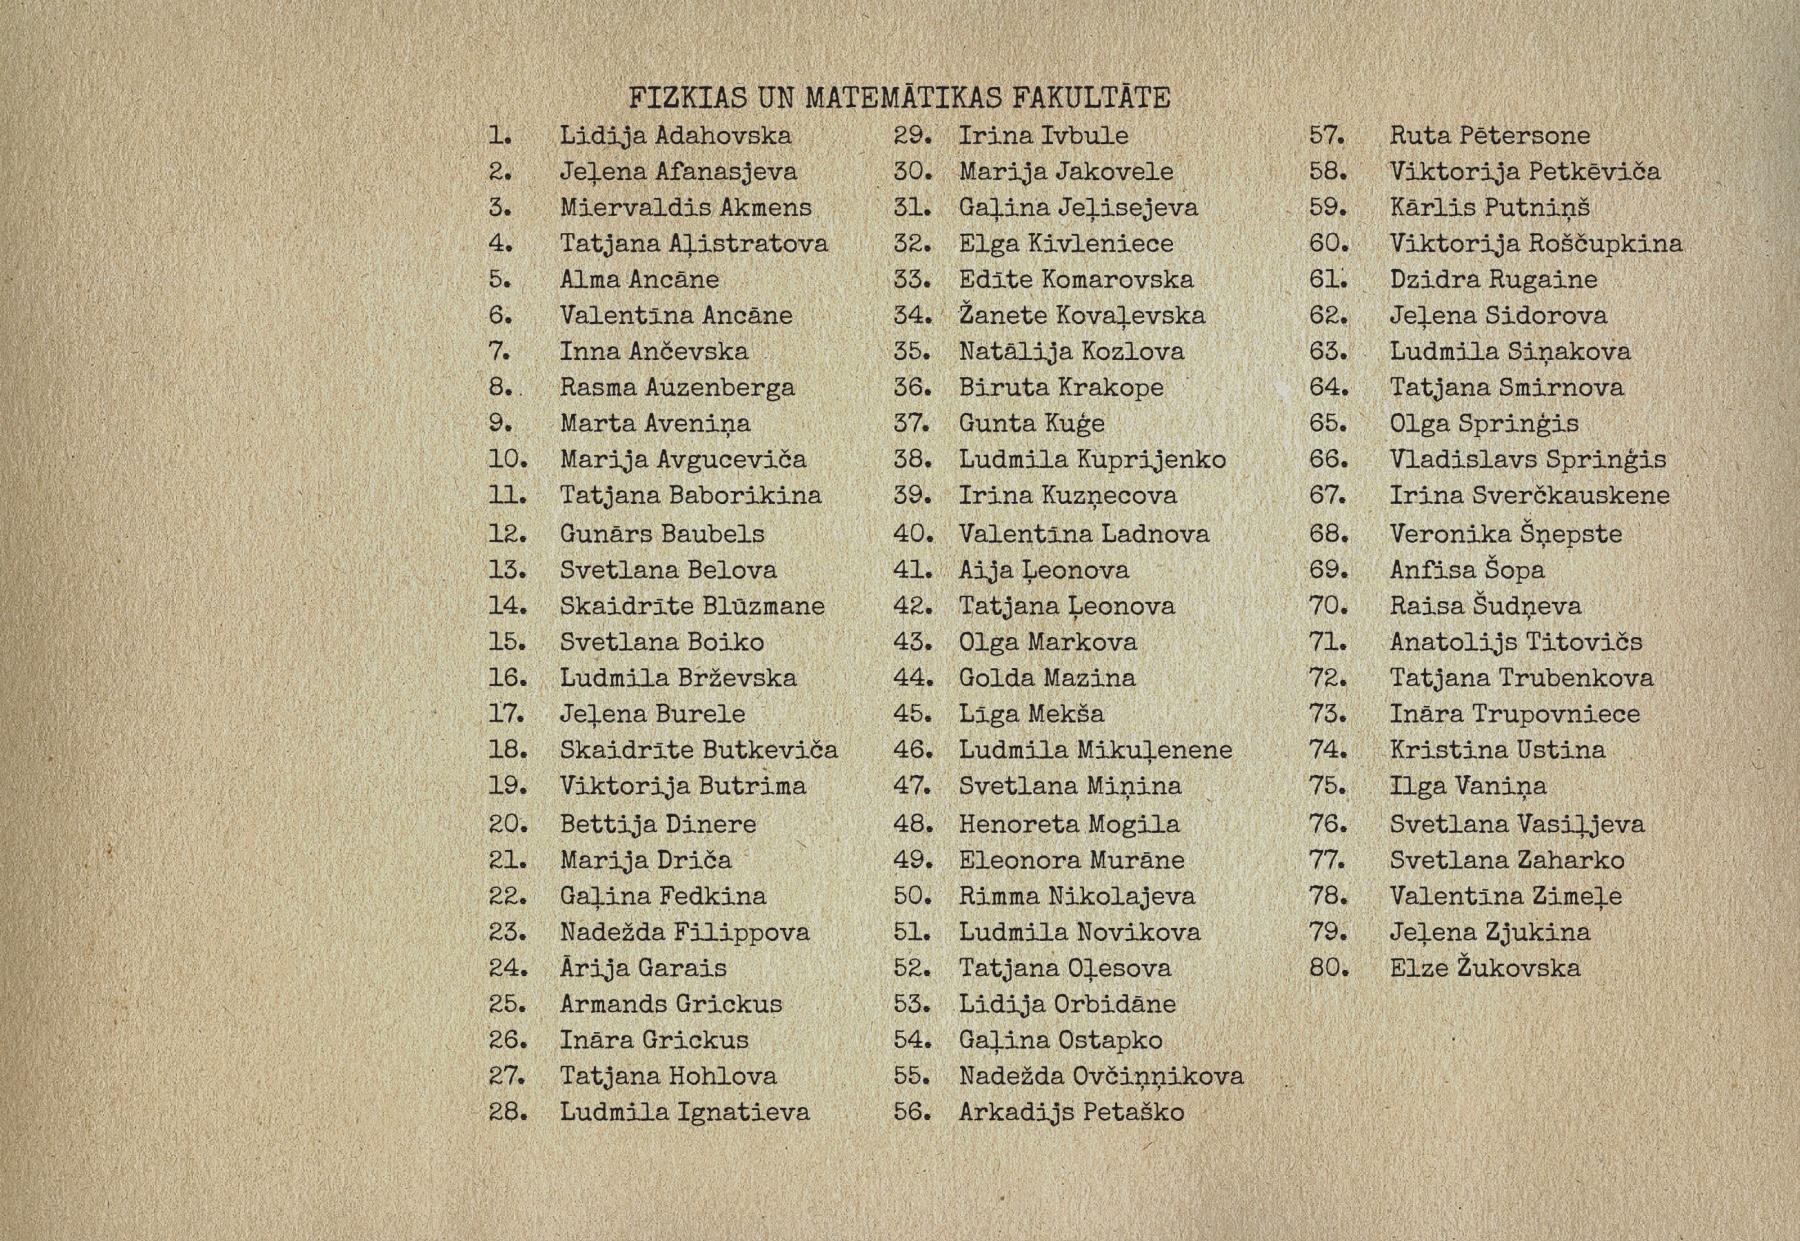 FIZKIAS UN MATEMĀTIKAS FAKULTĀTE
1. Lidija Adahovska
2. Jeļena Afanasjeva
3. Miervaldis Akmens
4. Tatjana Aļistratova
5. Alma Ancāne
6. Valentīna Ancāne
7. Inna Ančevska
8. Rasma Auzenberga
9. Marta Aveniņa
10. Marija Avguceviča
11. Tatjana Baborikina
12. Gunārs Baubels
13. Svetlana Belova
14. Skaidrīte Blūzmane
15. Svetlana Boiko
16. Ludmila Brževska
17. Jeļena Burele
18. Skaidrīte Butkeviča
19. Viktorija Butrima
20. Bettija Dinere
21. Marija Driča
22. Gaļina Fedkina
23. Nadežda Filippova
24. Ārija Garais
25. Armands Grickus
26. Ināra Grickus
27. Tatjana Hohlova
28. Ludmila Ignatieva
29. Irina Ivbule
30. Marija Jakovele
31. Gaļina Jeļisejeva
32. Elga Kivleniece
33. Edīte Komarovska
34. Žanete Kovaļevska
35. Natālija Kozlova
36. Biruta Krakope
37. Gunta Kuģe
38. Ludmila Kuprijenko
39. Irina Kuzņecova
40. Valentīna Ladnova
41. Aija Ļeonova
42. Tatjana Ļeonova
43. Olga Markova
44. Golda Mazina
45. Līga Mekša
46. Ludmila Mikuļenene
47. Svetlana Miņina
48. Henoreta Mogila
49. Eleonora Murāne
50. Rimma Nikolajeva
51. Ludmila Novikova
52. Tatjana Oļesova
53. Lidija Orbidāne
54. Gaļina Ostapko
55. Nadežda Ovčiņņikova
56. Arkadijs Petaško
57. Ruta Pētersone
58. Viktorija Petkēviča
59. Kārlis Putniņš
60. Viktorija Roščupkina
61. Dzidra Rugaine
62. Jeļena Sidorova
63. Ludmila Siņakova
64. Tatjana Smirnova
65. Olga Sprinģis
66. Vladislavs Sprinģis
67. Irina Sverčkauskene
68. Veronika Šņepste
69. Anfisa Šopa
70. Raisa Šudņeva
71. Anatolijs Titovičs
72. Tatjana Trubenkova
73. Ināra Trupovniece
74. Kristina Ustina
75. Ilga Vaniņa
76. Svetlana Vasiļjeva
77. Svetlana Zaharko
78. Valentīna Zimeļe
79. Jeļena Zjukina
80. Elze Žukovska